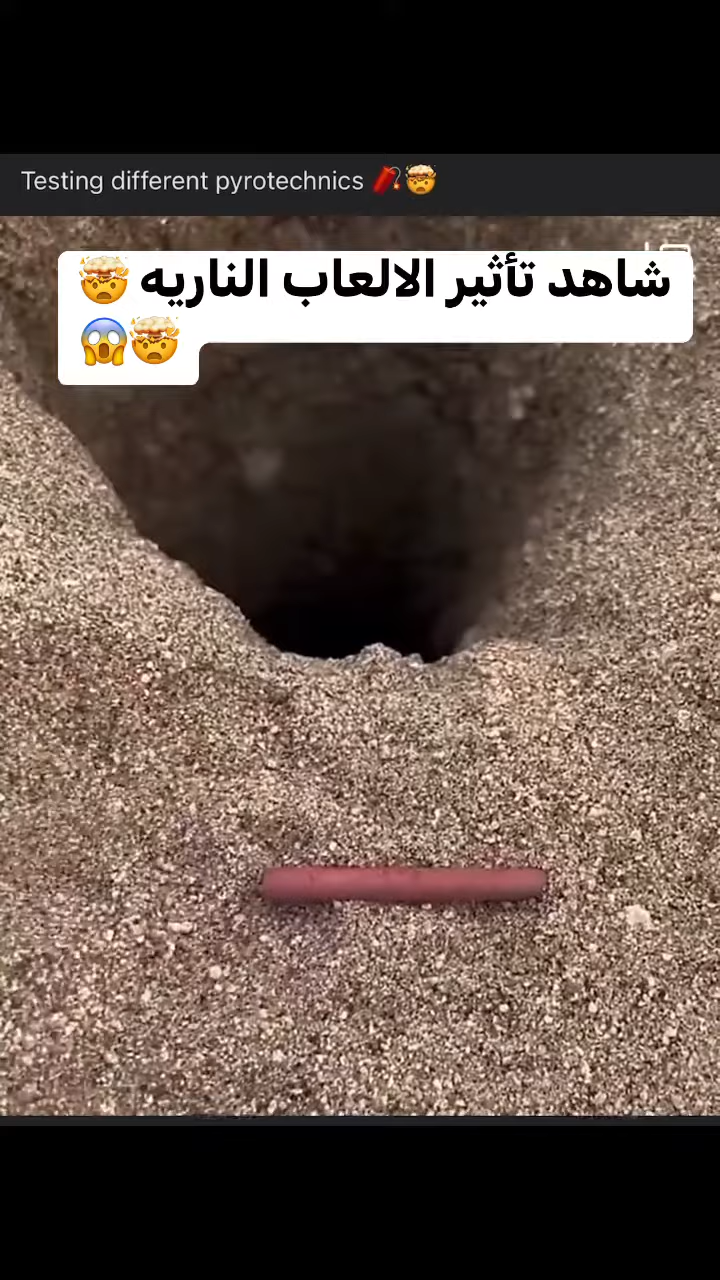 Testing different pyrotechnics 🧨🤯
شاهد تأثير الالعاب الناريه 🤯
🤯😱